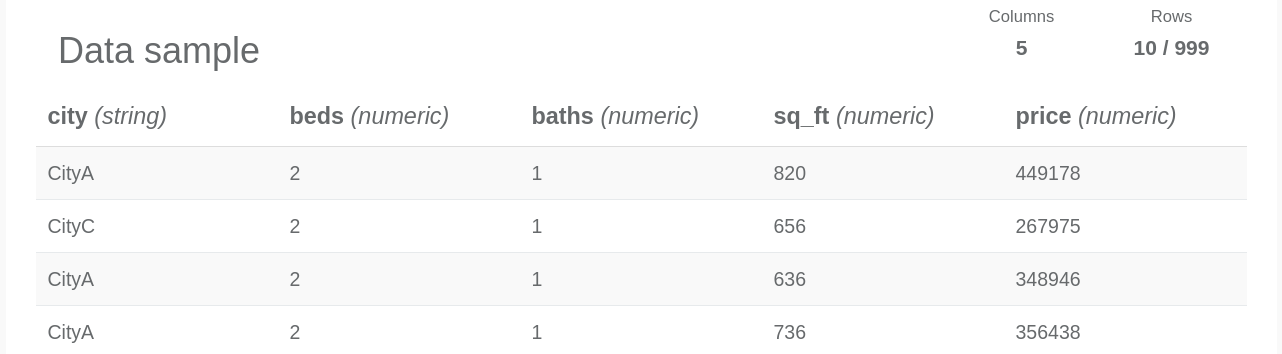 Data sample
Columns Rows
5 10 / 999
city (string) beds (numeric) baths (numeric) sq_ft (numeric) price (numeric)
CityA 2 1 820 449178
CityC 2 1 656 267975
CityA 2 1 636 348946
CityA 2 1 736 356438